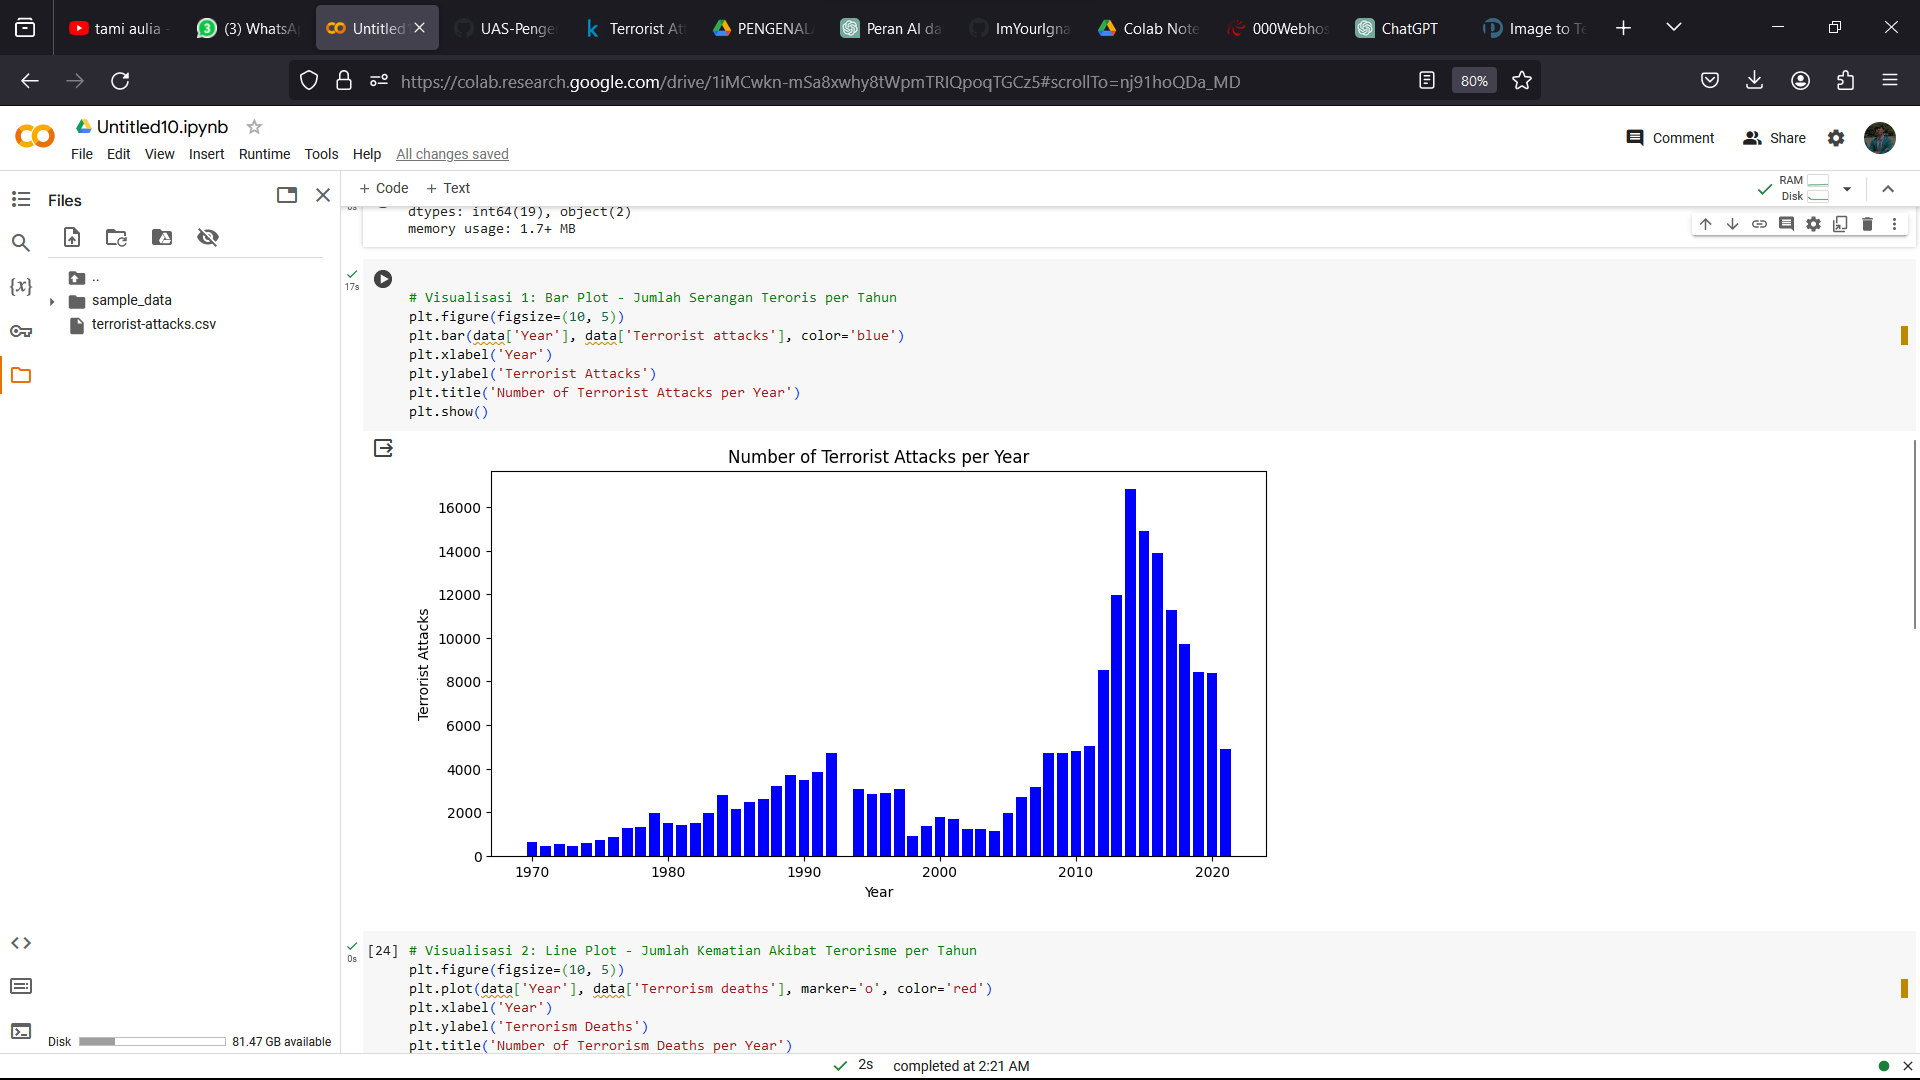 tami aulia -
3
(3) WhatsA
Untitled
UAS-Penge
Terrorist At
PENGENAL
Peran AI da
ImYourIgna
Colab Note
000Webhos
ChatGPT
Image to Te
https://colab.research.google.com/drive/1iMCwkn-mSa8xwhy8tWpmTRIQpoqTGCz5#scrollTo=nj91hoQDa_MD
80%
Untitled10.ipynb
File Edit View Insert Runtime Tools Help All changes saved
Comment
Share
Files
+ Code + Text
RAM
Disk
..
sample_data
terrorist-attacks.csv
{x}
dtypes: int64(19), object(2)
memory usage: 1.7+ MB
17s
# Visualisasi 1: Bar Plot - Jumlah Serangan Teroris per Tahun
plt.figure(figsize=(10, 5))
plt.bar(data['Year'], data['Terrorist attacks'], color='blue')
plt.xlabel('Year')
plt.ylabel('Terrorist Attacks')
plt.title('Number of Terrorist Attacks per Year')
plt.show()
Number of Terrorist Attacks per Year
16000
14000
12000
10000
8000
6000
4000
2000
0
Terrorist Attacks
1970 1980 1990 2000 2010 2020
Year
0s
[24] # Visualisasi 2: Line Plot - Jumlah Kematian Akibat Terorisme per Tahun
plt.figure(figsize=(10, 5))
plt.plot(data['Year'], data['Terrorism deaths'], marker='o', color='red')
plt.xlabel('Year')
plt.ylabel('Terrorism Deaths')
plt.title('Number of Terrorism Deaths per Year')
Disk 81.47 GB available
2s completed at 2:21 AM